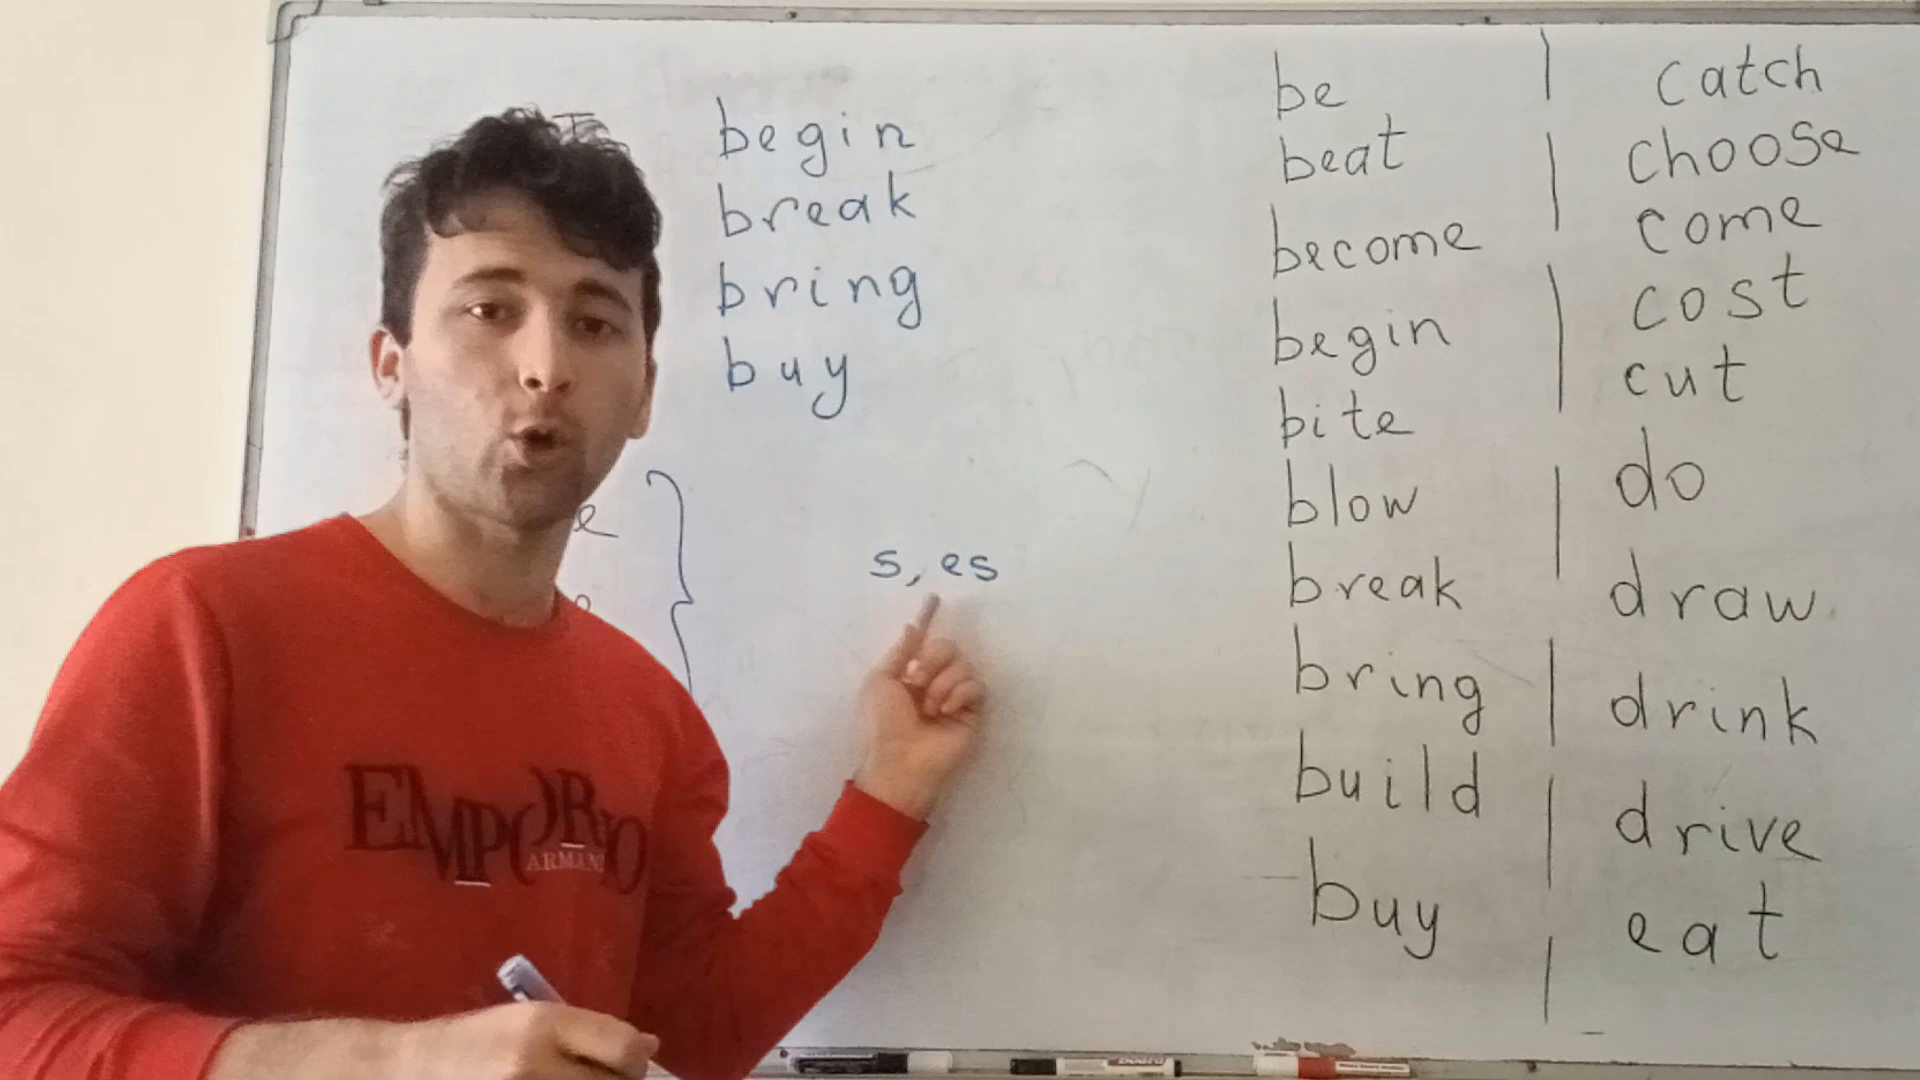 I
begin
break
bring
buy
e
e
s, es
be
beat
become
begin
bite
blow
break
bring
build
buy
catch
choose
come
cost
cut
do
draw
drink
drive
eat
EMPORIO
ARMANI